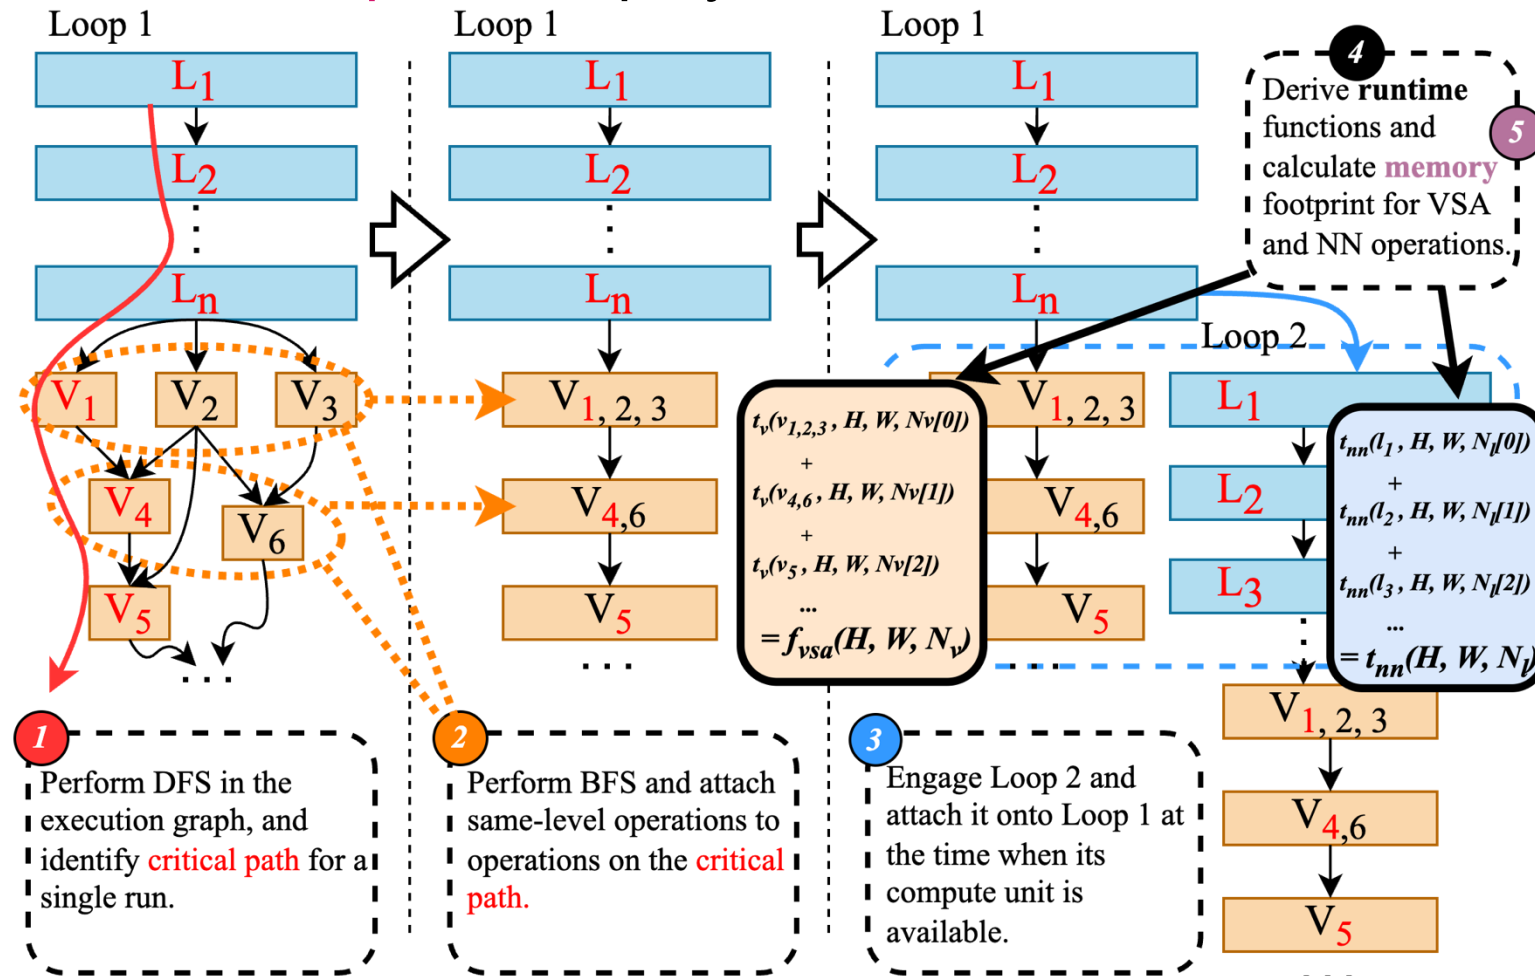 Loop 1
L1
L2
Ln
V1
V2
V3
V4
V6
V5
1
Perform DFS in the
execution graph, and
identify critical path for a
single run.
Loop 1
L1
L2
Ln
V1, 2, 3
V4,6
V5
2
Perform BFS and attach
same-level operations to
operations on the critical
path.
Loop 1
L1
L2
Ln
V1, 2, 3
V4,6
V5
3
Engage Loop 2 and
attach it onto Loop 1 at
the time when its
compute unit is
available.
4
5
Derive runtime
functions and
calculate memory
footprint for VSA
and NN operations.
tv(v1,2,3, H, W, Nv[0])
+
tv(v4,6, H, W, Nv[1])
+
tv(v5, H, W, Nv[2])
...
= fvsa(H, W, Nv)
Loop 2
L1
L2
L3
tnn(l1, H, W, Nl[0])
+
tnn(l2, H, W, Nl[1])
+
tnn(l3, H, W, Nl[2])
...
= tnn(H, W, Nl)
V1, 2, 3
V4,6
V5